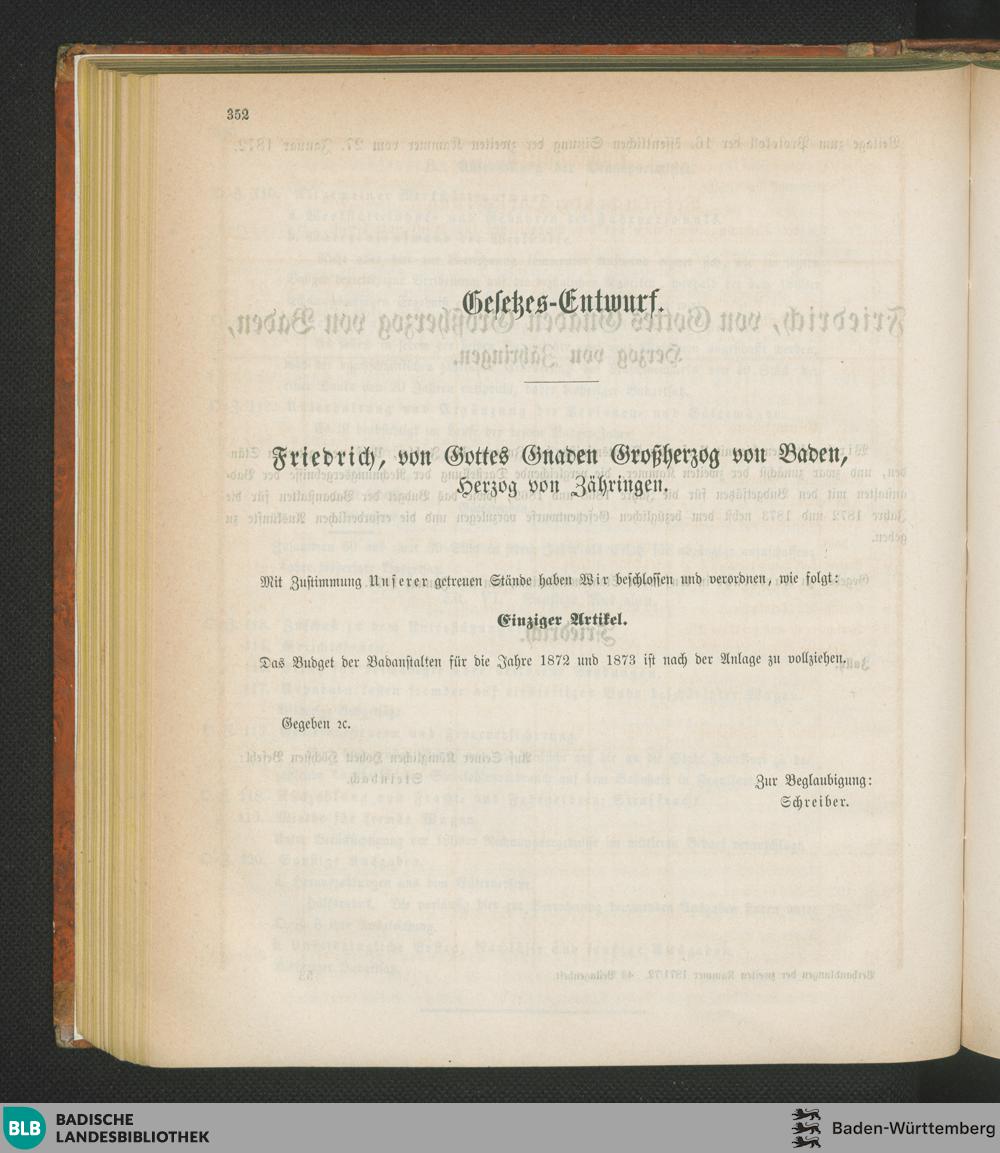 352
Gesetzes-Entwurf.
Friedrich, von Gottes Gnaden Großherzog von Baden,
Herzog von Zähringen.
Mit Zustimmung Unserer getreuen Stände haben Wir beschlossen und verordnen, wie folgt:
Einziger Artikel.
Das Budget der Badanstalten für die Jahre 1872 und 1873 ist nach der Anlage zu vollziehen.
Gegeben ꝛc.
Zur Beglaubigung:
Schreiber.
BLB
BADISCHE
LANDESBIBLIOTHEK
Baden-Württemberg